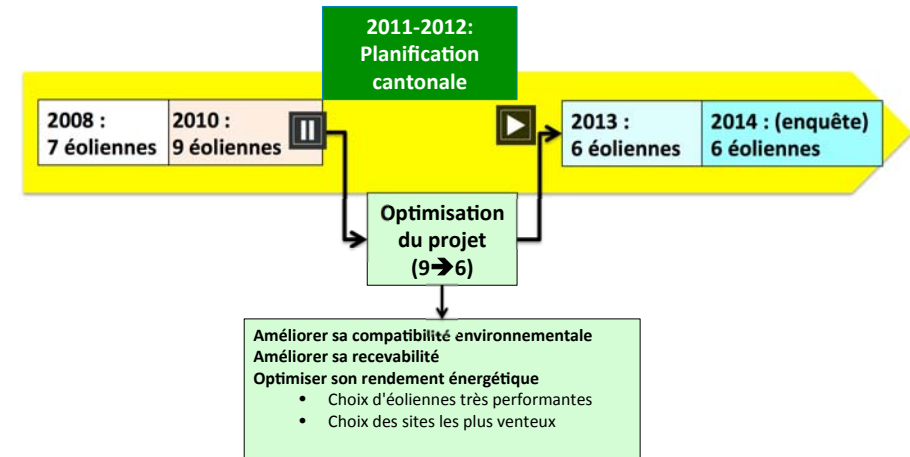 2011-2012:
Planification
cantonale
2008 :
7 éoliennes
2010 :
9 éoliennes
2013 :
6 éoliennes
2014 : (enquête)
6 éoliennes
Optimisation
du projet
(9➔6)
Améliorer sa compatibilité environnementale
Améliorer sa recevabilité
Optimiser son rendement énergétique
• Choix d'éoliennes très performantes
• Choix des sites les plus venteux